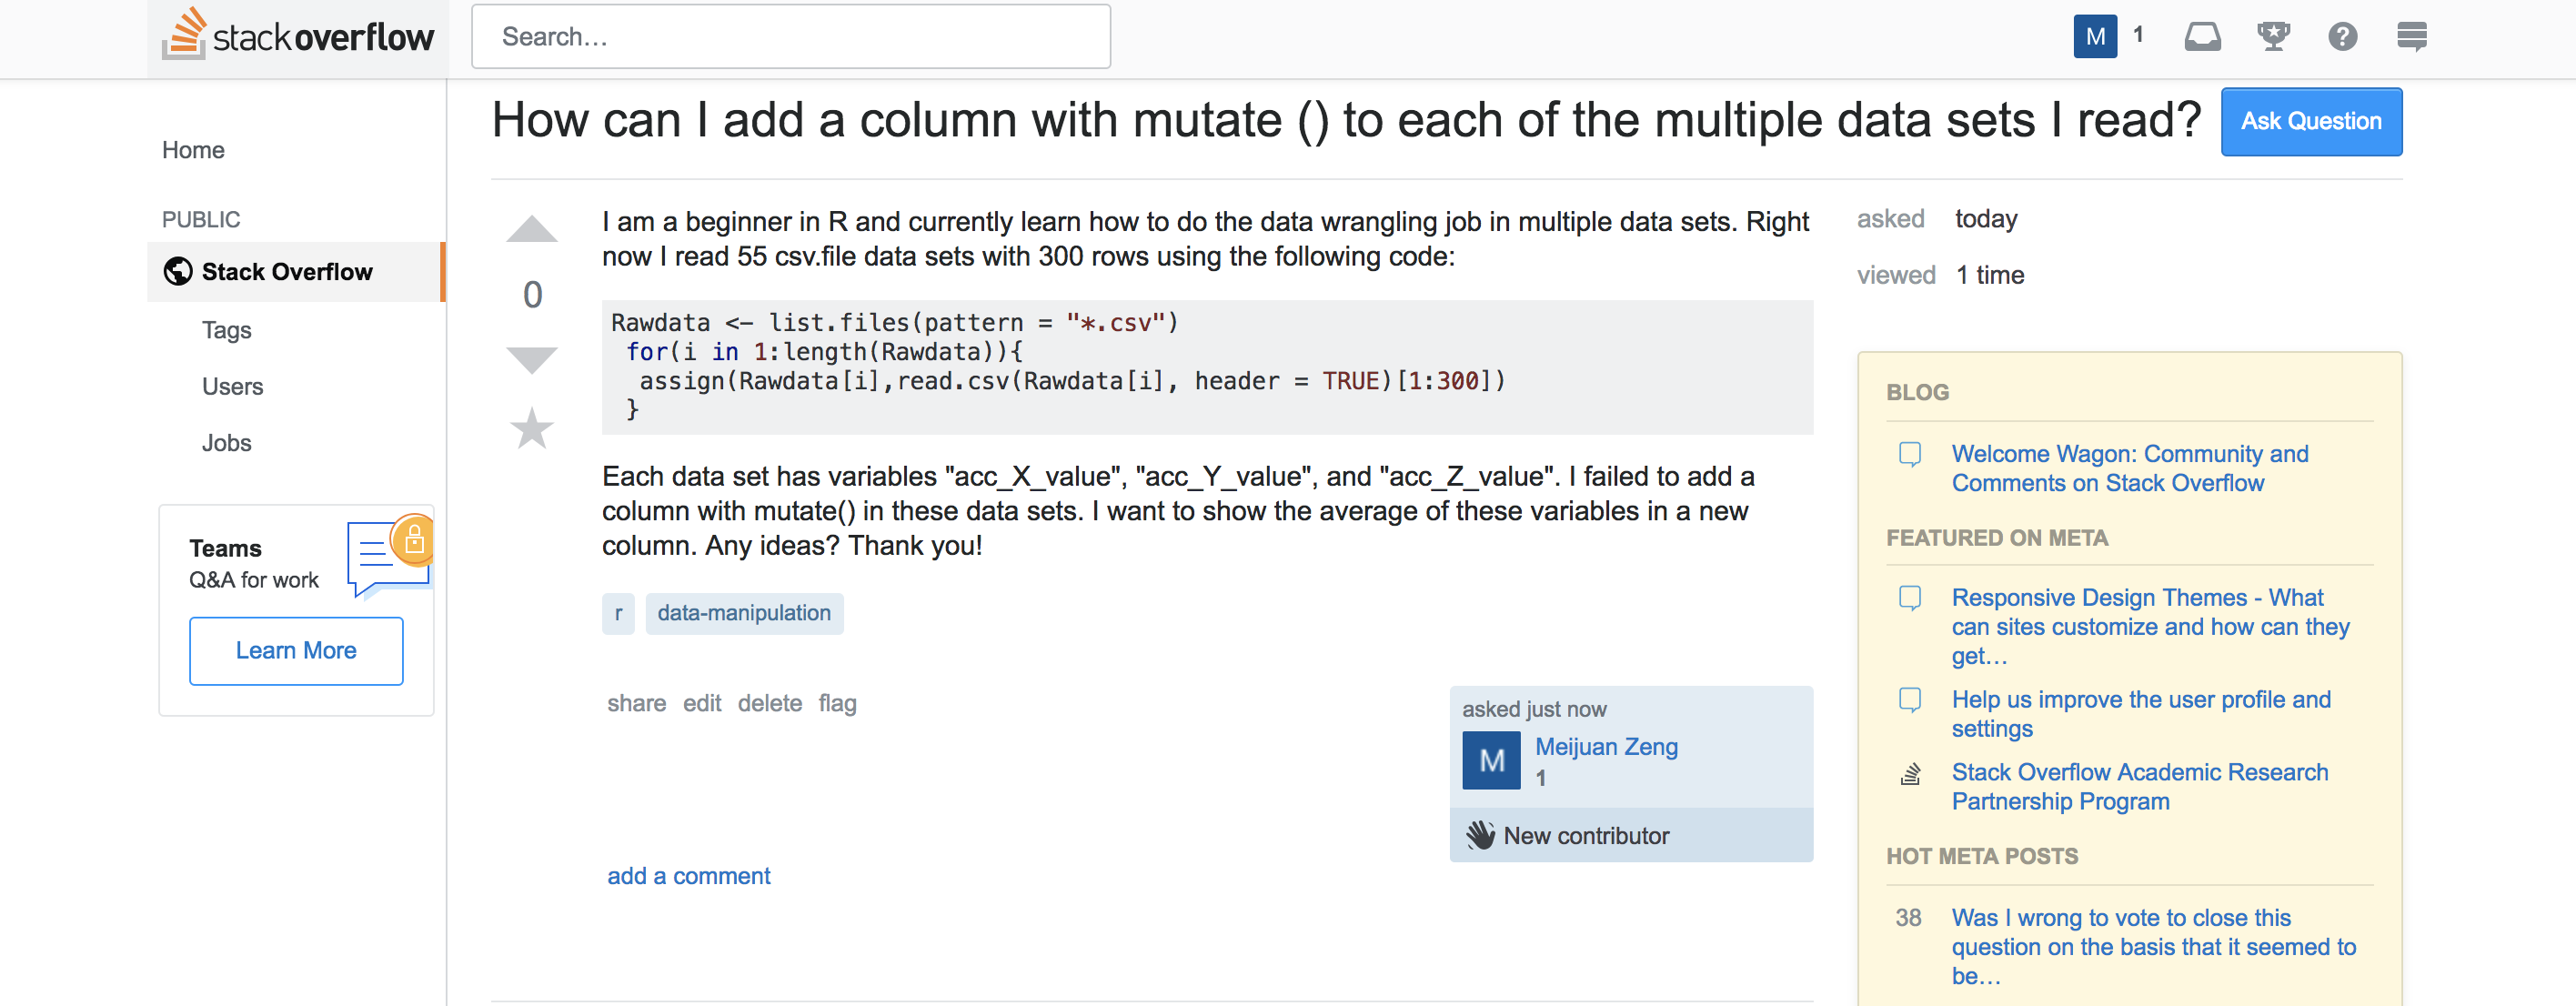 stackoverflow
Search…
M 1
?
Home
PUBLIC
Stack Overflow
Tags
Users
Jobs
Teams
Q&A for work
Learn More
How can I add a column with mutate () to each of the multiple data sets I read?
Ask Question
0
I am a beginner in R and currently learn how to do the data wrangling job in multiple data sets. Right
now I read 55 csv.file data sets with 300 rows using the following code:
Rawdata <- list.files(pattern = "*.csv")
for(i in 1:length(Rawdata)){
assign(Rawdata[i],read.csv(Rawdata[i], header = TRUE)[1:300])
}
Each data set has variables "acc_X_value", "acc_Y_value", and "acc_Z_value". I failed to add a
column with mutate() in these data sets. I want to show the average of these variables in a new
column. Any ideas? Thank you!
r data-manipulation
share edit delete flag
asked just now
M Meijuan Zeng
1
New contributor
add a comment
asked today
viewed 1 time
BLOG
Welcome Wagon: Community and
Comments on Stack Overflow
FEATURED ON META
Responsive Design Themes - What
can sites customize and how can they
get…
Help us improve the user profile and
settings
Stack Overflow Academic Research
Partnership Program
HOT META POSTS
38 Was I wrong to vote to close this
question on the basis that it seemed to
be…